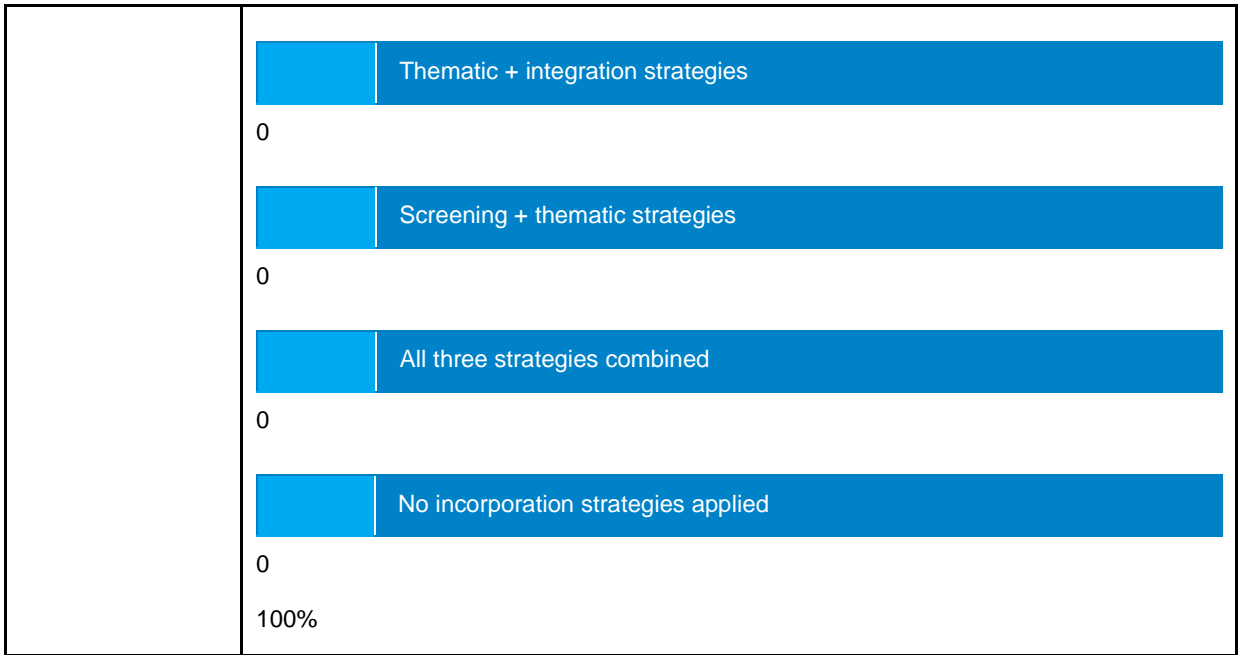 Thematic + integration strategies
0
Screening + thematic strategies
0
All three strategies combined
0
No incorporation strategies applied
0
100%